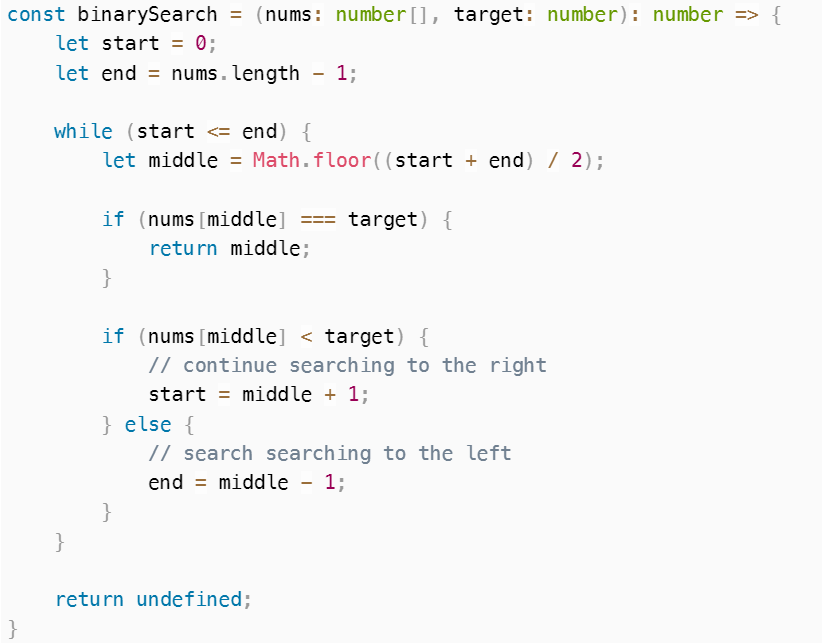 const binarySearch = (nums: number[], target: number): number => {
    let start = 0;
    let end = nums.length - 1;

    while (start <= end) {
        let middle = Math.floor((start + end) / 2);

        if (nums[middle] === target) {
            return middle;
        }

        if (nums[middle] < target) {
            // continue searching to the right
            start = middle + 1;
        } else {
            // search searching to the left
            end = middle - 1;
        }
    }

    return undefined;
}